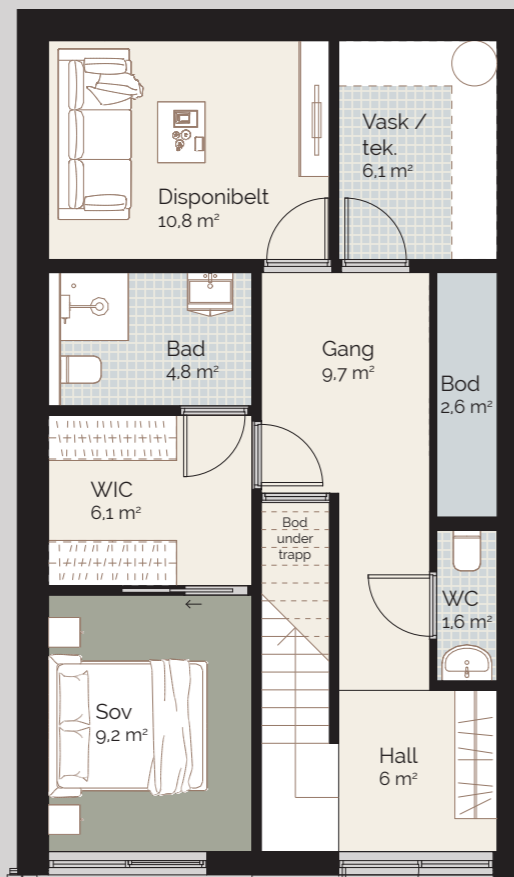 Disponibelt
10,8 m²
Vask /
tek.
6,1 m²
Bad
4,8 m²
Gang
9,7 m²
Bod
2,6 m²
WIC
6,1 m²
Bod
under
trapp
WC
1,6 m²
Sov
9,2 m²
Hall
6 m²